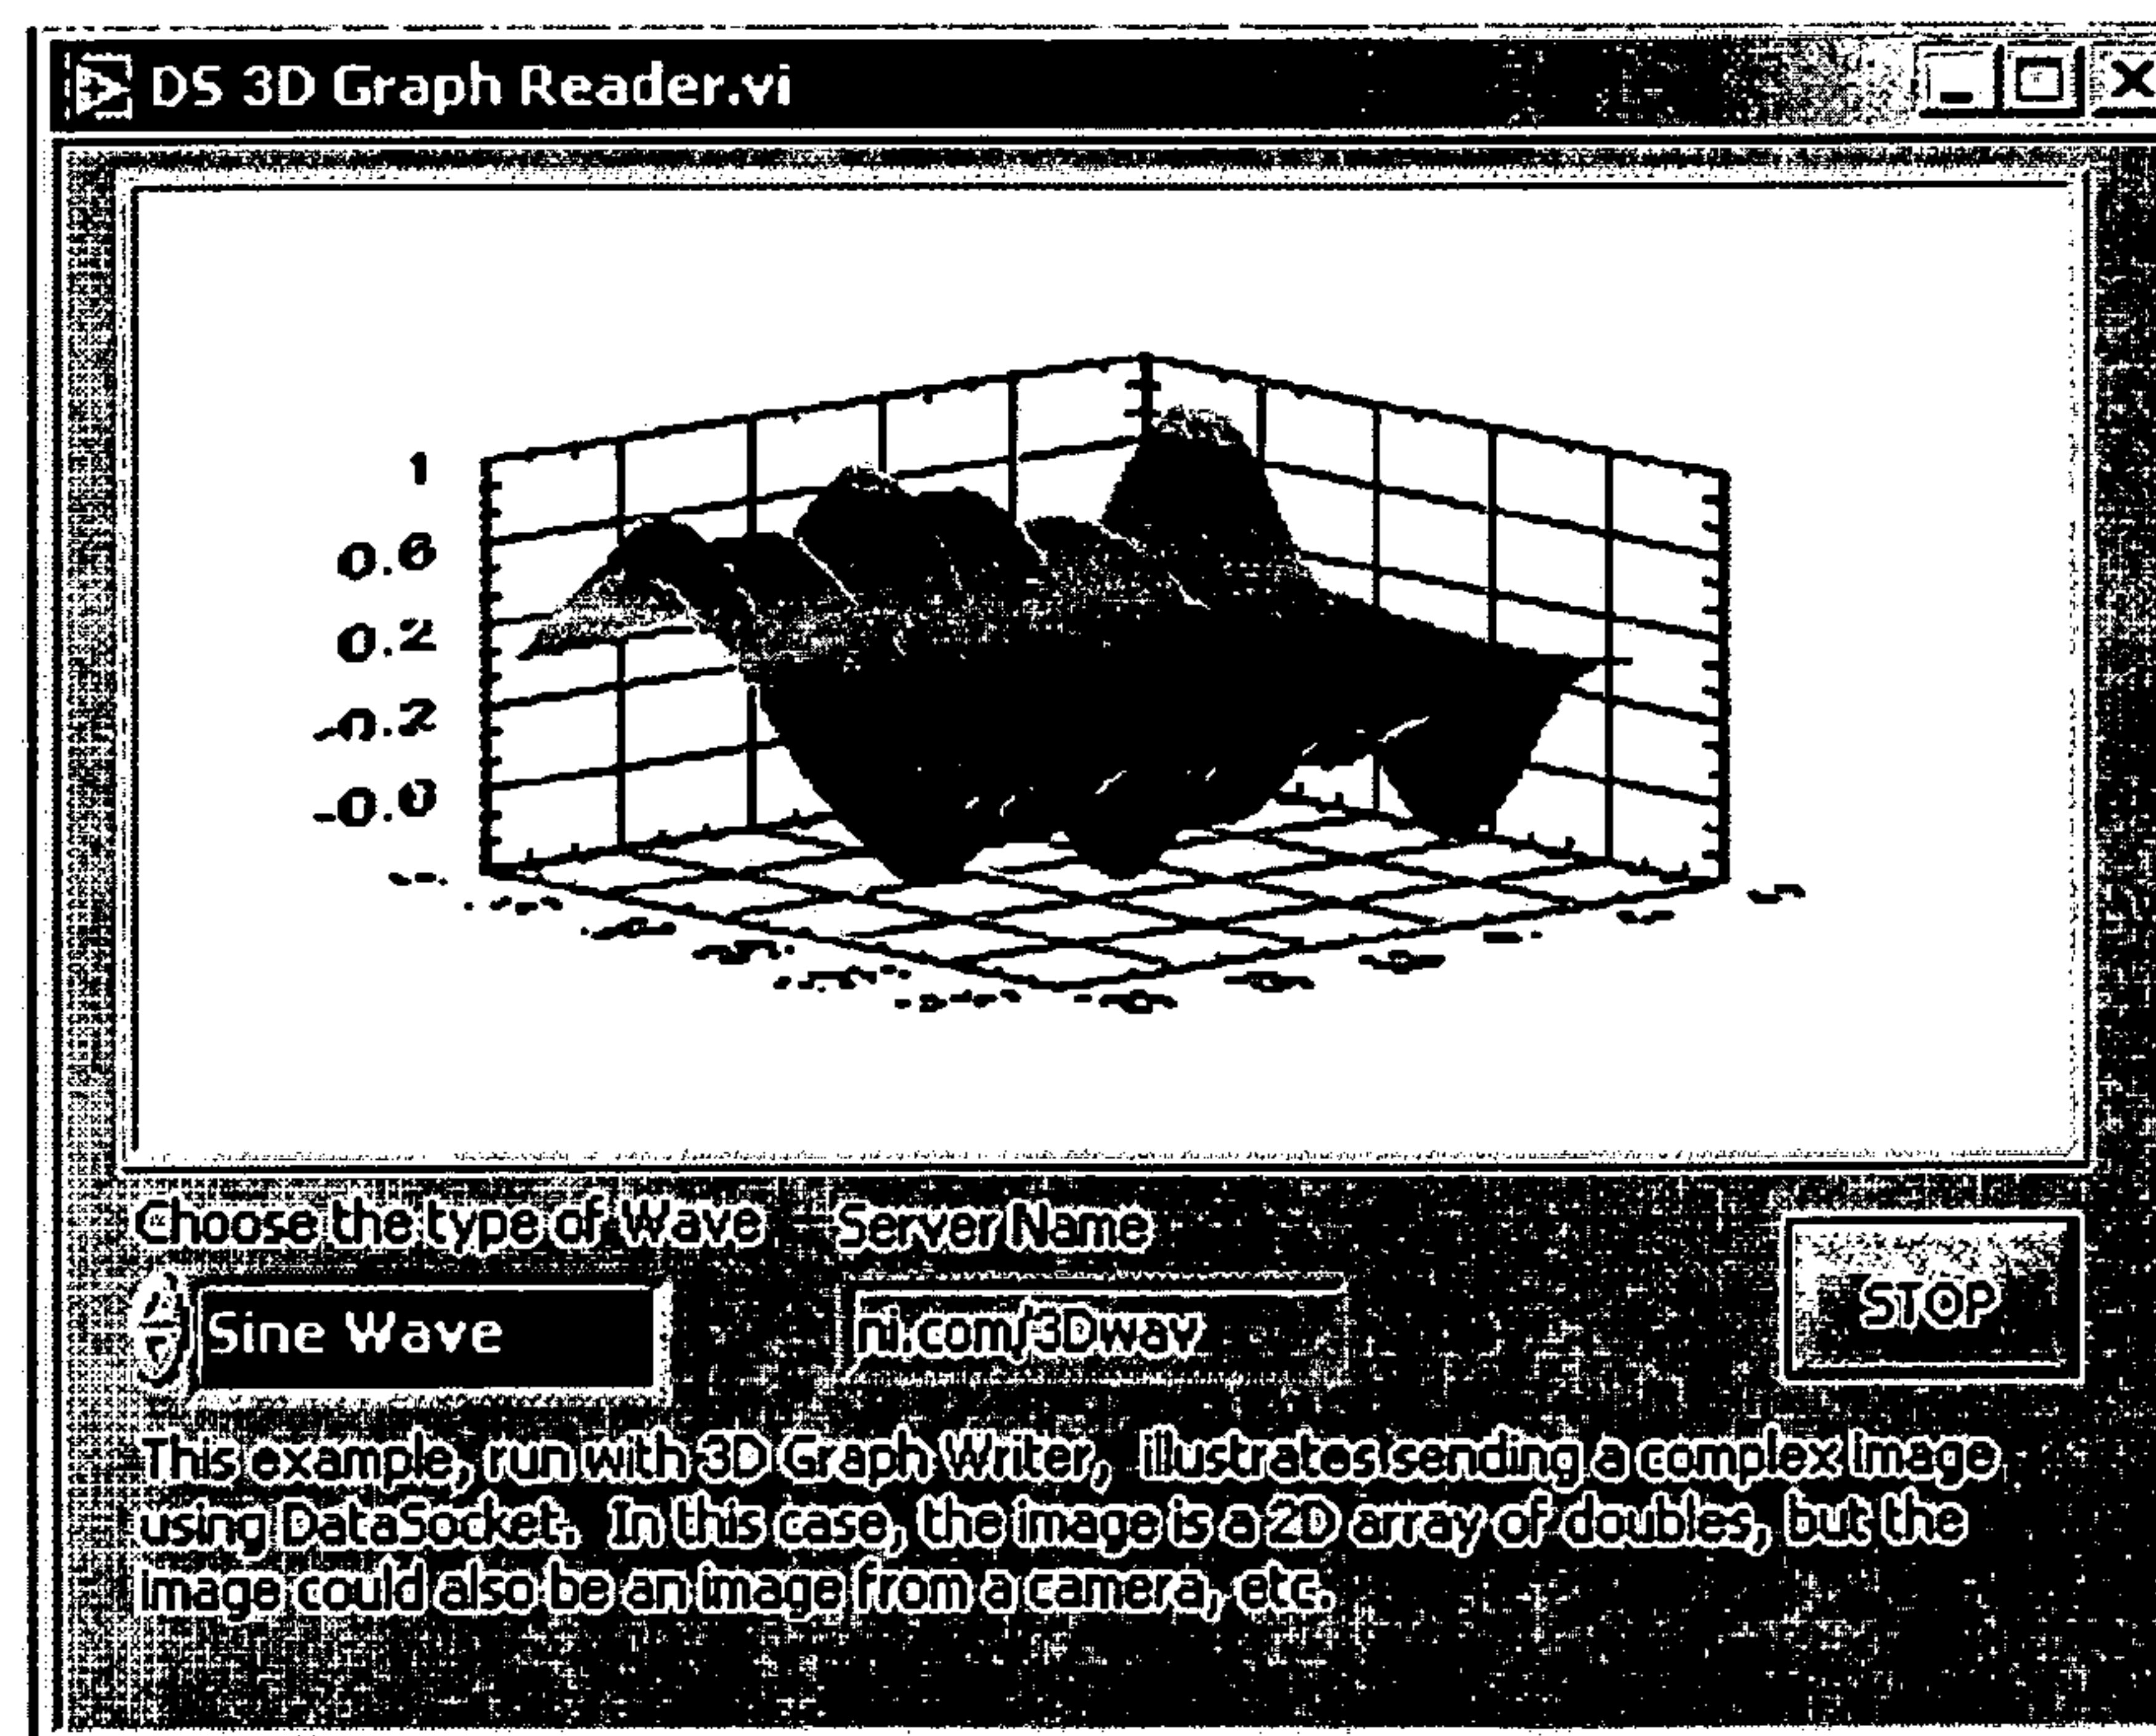 DS 3D Graph Reader.vi
1
0.6
0.2
-0.2
Choose the type of Wave
Server Name
Sine Wave
ni.com/3Dwav
STOP
This example, run with 3D Graph Writer, illustrates sending a complex image
using DataSocket. In this case, the image is a 2D array of doubles, but the
image could also be an image from a camera, etc.